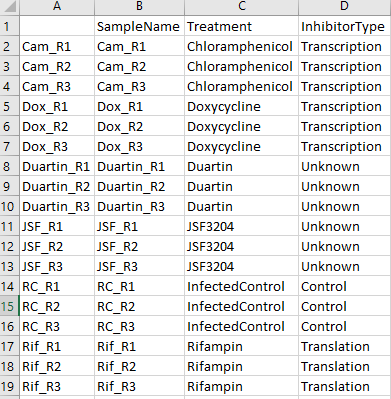 A B C D
1 SampleName Treatment InhibitorType
2 Cam_R1 Cam_R1 Chloramphenicol Transcription
3 Cam_R2 Cam_R2 Chloramphenicol Transcription
4 Cam_R3 Cam_R3 Chloramphenicol Transcription
5 Dox_R1 Dox_R1 Doxycycline Transcription
6 Dox_R2 Dox_R2 Doxycycline Transcription
7 Dox_R3 Dox_R3 Doxycycline Transcription
8 Duartin_R1 Duartin_R1 Duartin Unknown
9 Duartin_R2 Duartin_R2 Duartin Unknown
10 Duartin_R3 Duartin_R3 Duartin Unknown
11 JSF_R1 JSF_R1 JSF3204 Unknown
12 JSF_R2 JSF_R2 JSF3204 Unknown
13 JSF_R3 JSF_R3 JSF3204 Unknown
14 RC_R1 RC_R1 InfectedControl Control
15 RC_R2 RC_R2 InfectedControl Control
16 RC_R3 RC_R3 InfectedControl Control
17 Rif_R1 Rif_R1 Rifampin Translation
18 Rif_R2 Rif_R2 Rifampin Translation
19 Rif_R3 Rif_R3 Rifampin Translation